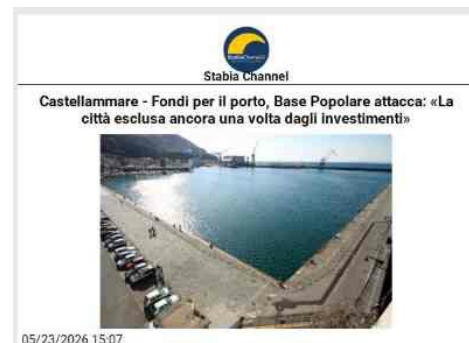 StabiaChannel
Stabia Channel
Castellammare - Fondi per il porto, Base Popolare attacca: «La
città esclusa ancora una volta dagli investimenti»
05/23/2026 15:07